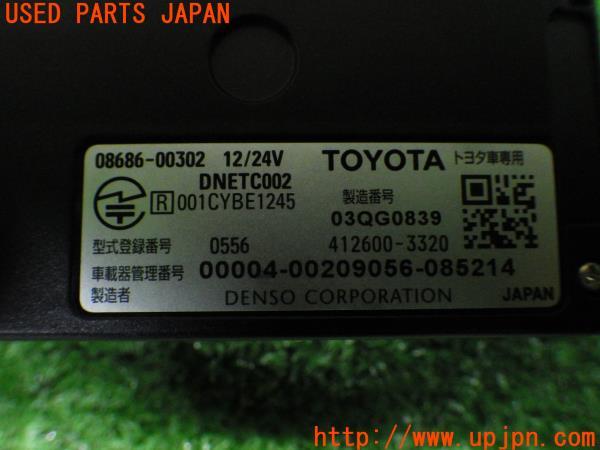 USED PARTS JAPAN
08686-00302 12/24V TOYOTA トヨタ車専用
DNETC002
R 001CYBE1245
製造番号
03QG0839
型式登録番号 0556 412600-3320
車載器管理番号 00004-00209056-085214
製造者 DENSO CORPORATION JAPAN
http://www.upjpn.com